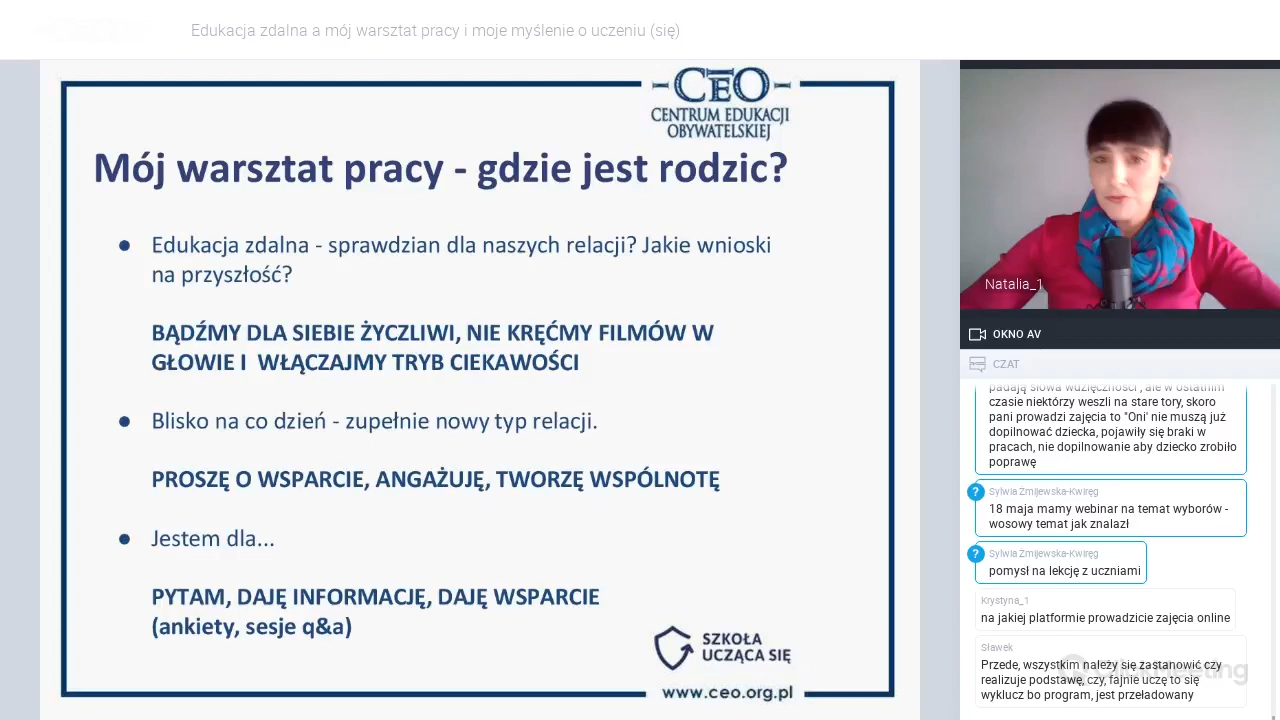 Edukacja zdalna a mój warsztat pracy i moje myślenie o uczeniu (się)
CEO
CENTRUM EDUKACJI
OBYWATELSKIEJ
Mój warsztat pracy - gdzie jest rodzic?
● Edukacja zdalna - sprawdzian dla naszych relacji? Jakie wnioski
na przyszłość?
BĄDŹMY DLA SIEBIE ŻYCZLIWI, NIE KRĘĆMY FILMÓW W
GŁOWIE I WŁĄCZAJMY TRYB CIEKAWOŚCI
● Blisko na co dzień - zupełnie nowy typ relacji.
PROSZĘ O WSPARCIE, ANGAŻUJĘ, TWORZĘ WSPÓLNOTĘ
● Jestem dla...
PYTAM, DAJĘ INFORMACJĘ, DAJĘ WSPARCIE
(ankiety, sesje q&a)
SZKOŁA
UCZĄCA SIĘ
www.ceo.org.pl
Natalia_1
OKNO AV
CZAT
padają słowa wdzięczności , ale w ostatnim
czasie niektórzy weszli na stare tory, skoro
pani prowadzi zajęcia to "Oni' nie muszą już
dopilnować dziecka, pojawiły się braki w
pracach, nie dopilnowanie aby dziecko zrobiło
poprawę
?
Sylwia Żmijewska-Kwiręg
18 maja mamy webinar na temat wyborów -
wosowy temat jak znalazł
?
Sylwia Żmijewska-Kwiręg
pomysł na lekcję z uczniami
Krystyna_1
na jakiej platformie prowadzicie zajęcia online
Sławek
Przede, wszystkim należy się zastanowić czy
realizuje podstawę, czy, fajnie uczę to się
wyklucz bo program, jest przeładowany